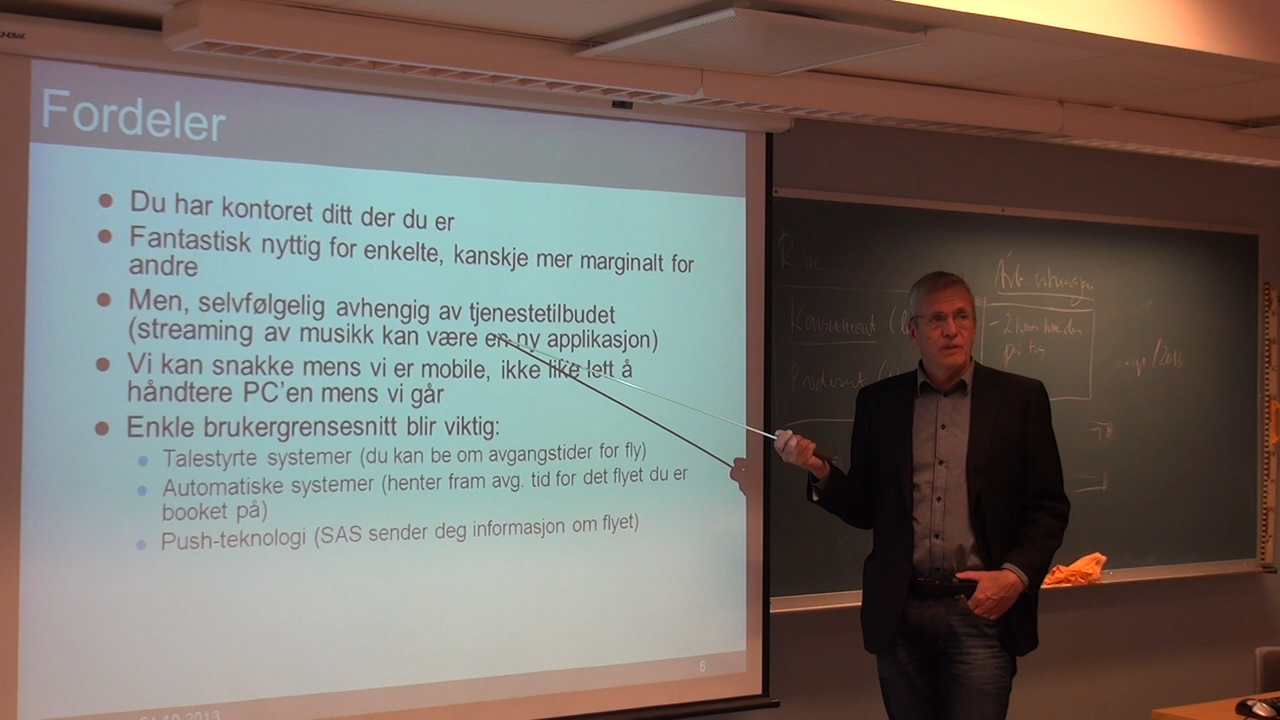 Fordeler
Du har kontoret ditt der du er
Fantastisk nyttig for enkelte, kanskje mer marginalt for
andre
Men, selvfølgelig avhengig av tjenestetilbudet
(streaming av musikk kan være en ny applikasjon)
Vi kan snakke mens vi er mobile, ikke like lett å
håndtere PC'en mens vi går
Enkle brukergrensesnitt blir viktig:
Talestyrte systemer (du kan be om avgangstider for fly)
Automatiske systemer (henter fram avg. tid for det flyet du er
booket på)
Push-teknologi (SAS sender deg informasjon om flyet)
6
Rolle
Konsument
Produsent